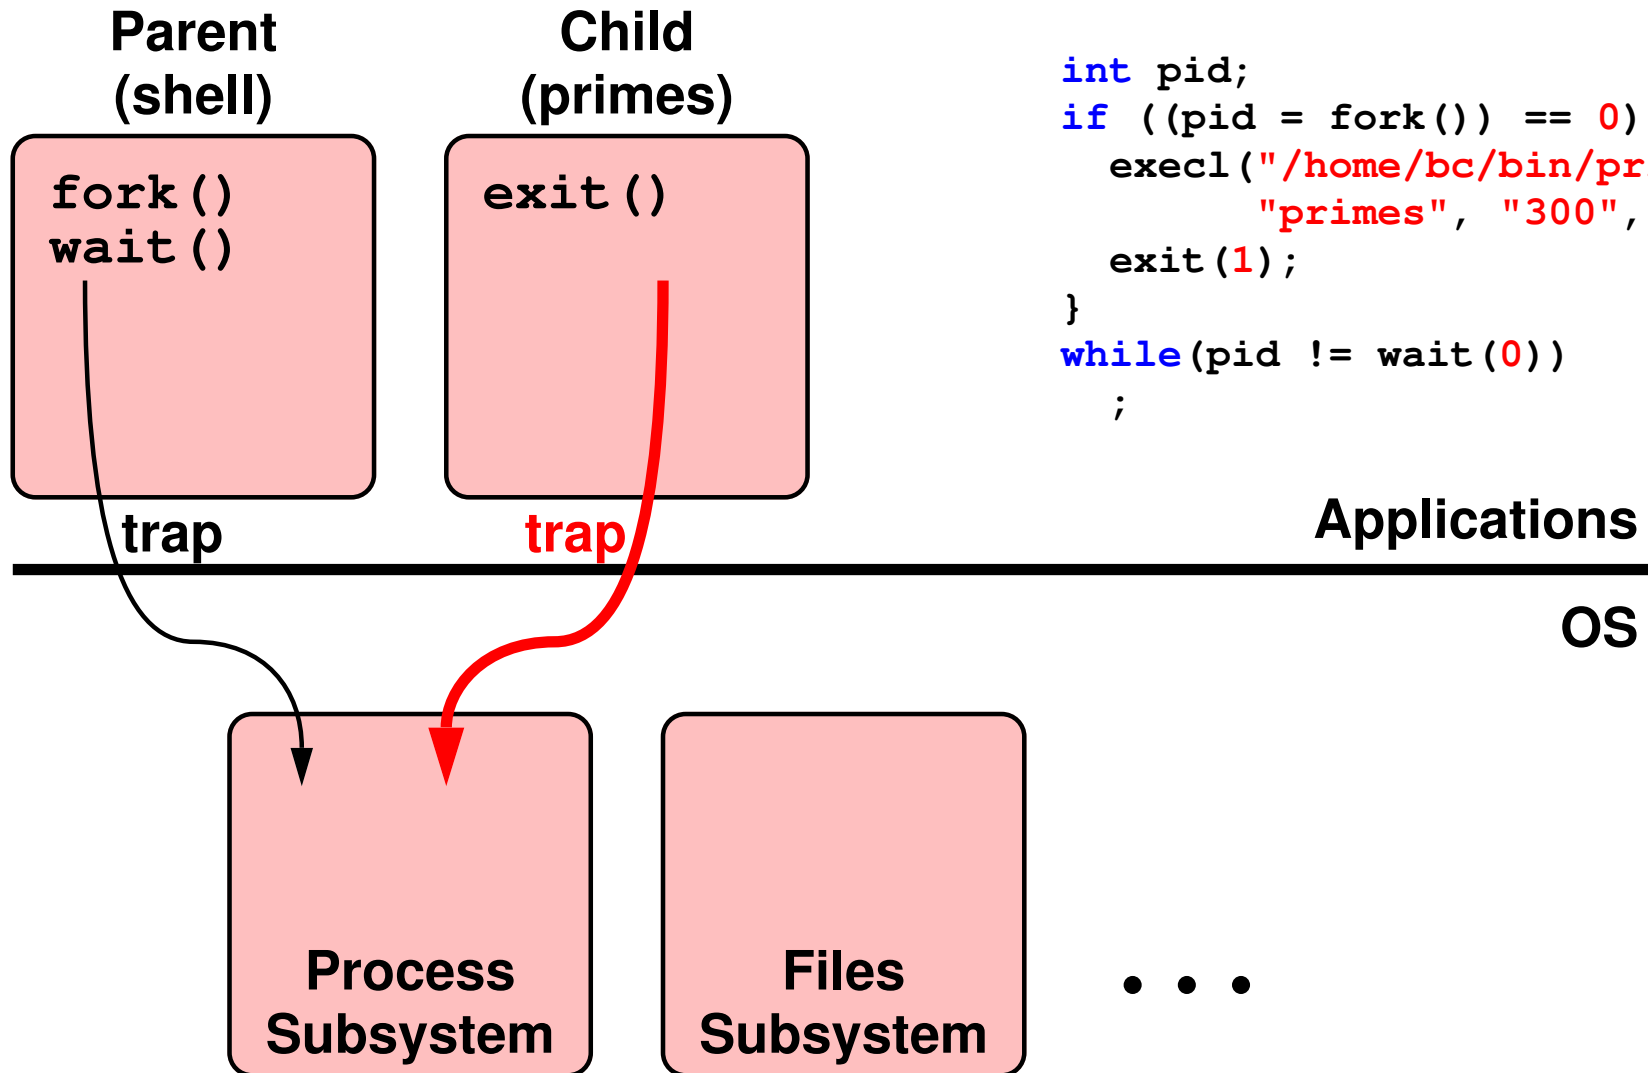 Parent
(shell)
Child
(primes)
fork()
wait()
exit()
int pid;
if ((pid = fork()) == 0)
execl("/home/bc/bin/pr
"primes", "300",
exit(1);
}
while(pid != wait(0))
;
trap
trap
Applications
OS
Process
Subsystem
Files
Subsystem
. . .